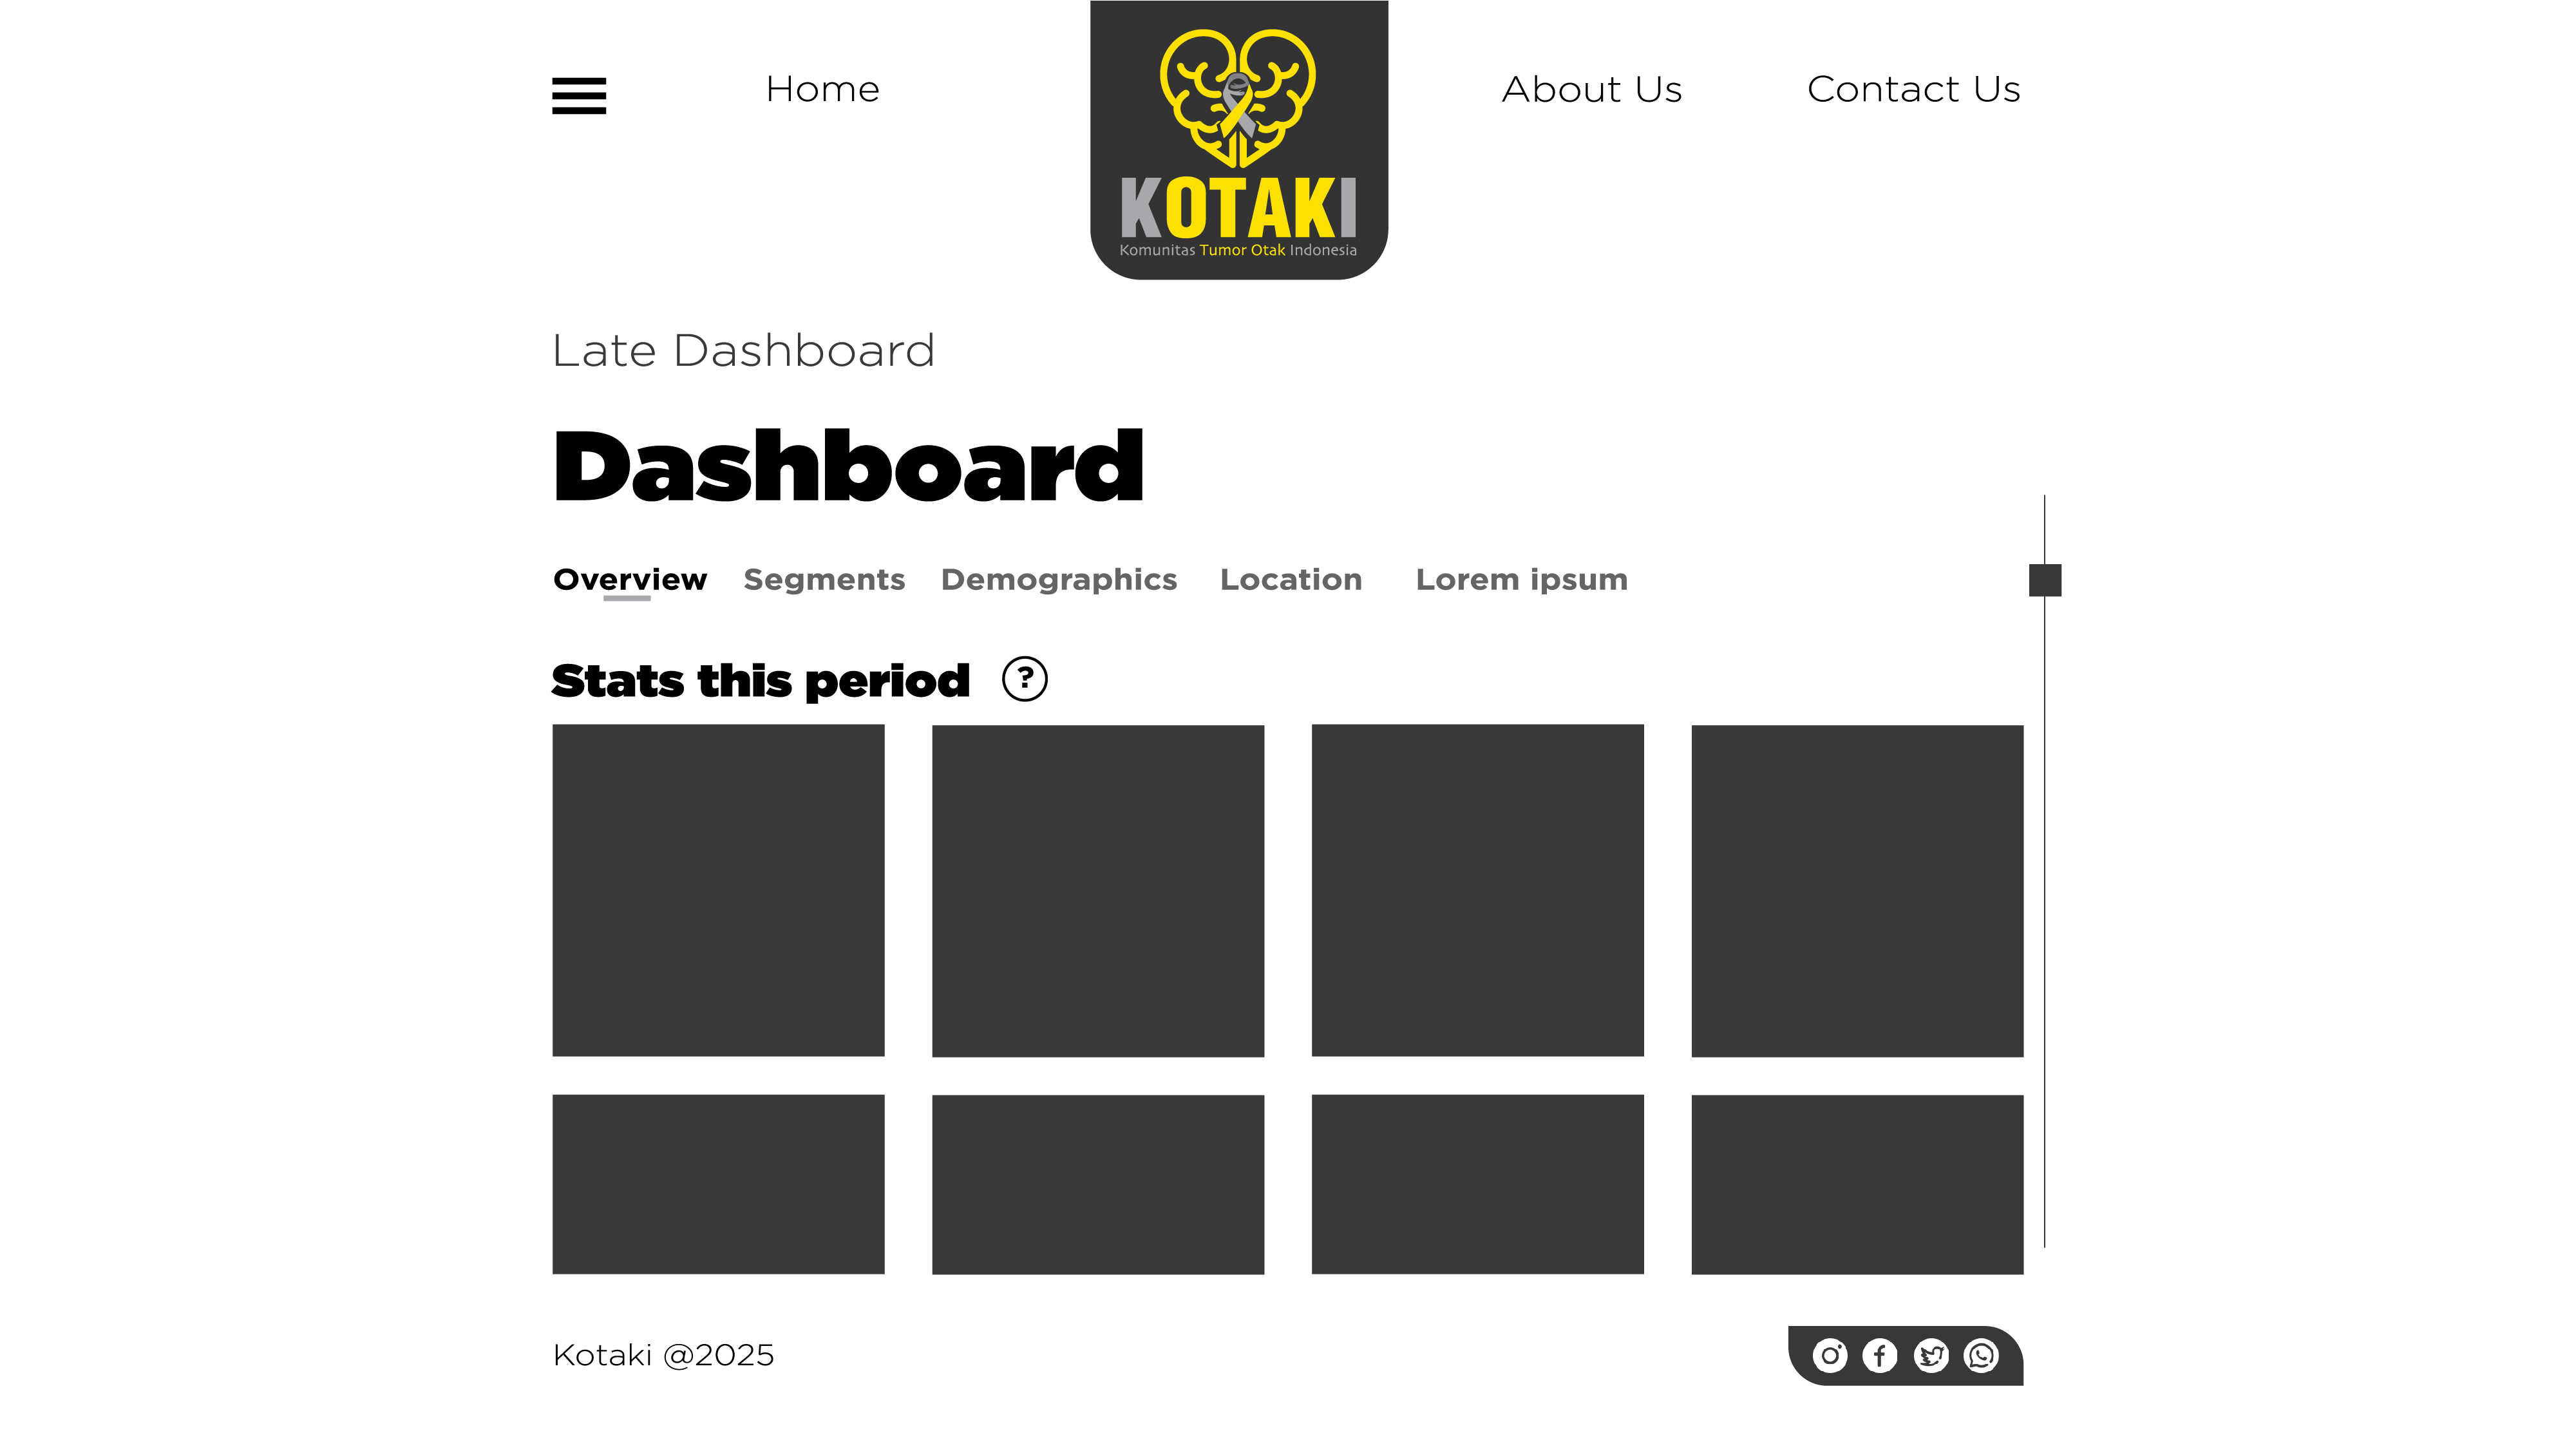 Home
About Us
Contact Us
KOTAKI
Komunitas Tumor Otak Indonesia
Late Dashboard
Dashboard
Overview
Segments
Demographics
Location
Lorem ipsum
Stats this period
?
Kotaki @2025